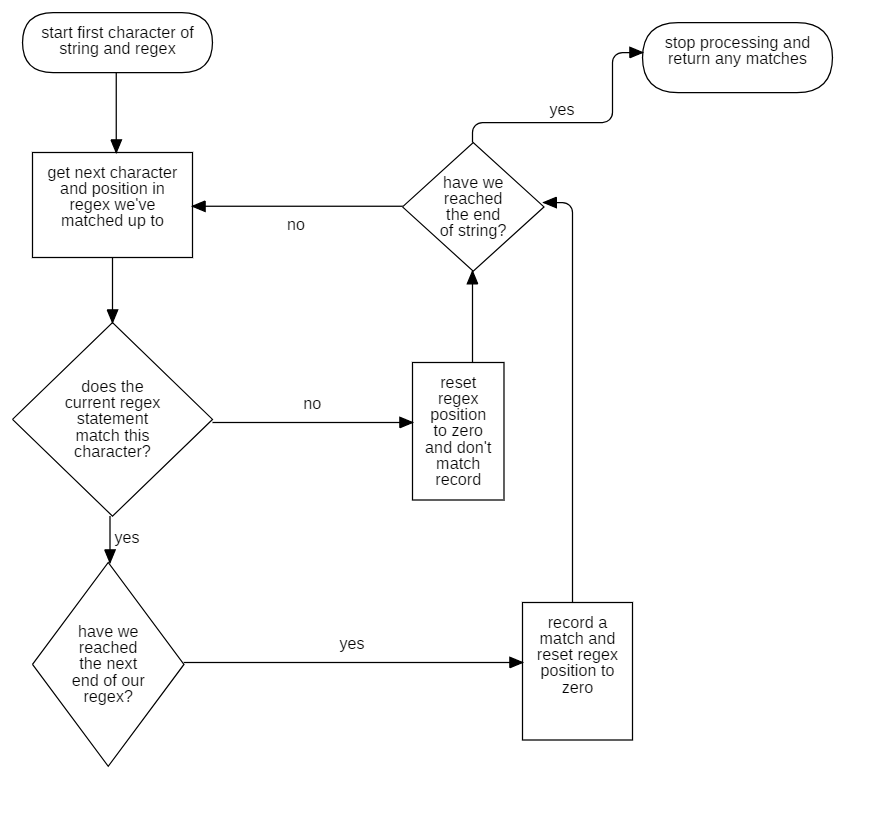 start first character of
string and regex
stop processing and
return any matches
yes
get next character
and position in
regex we've
matched up to
have we
reached
the end
of string?
no
does the
current regex
statement
match this
character?
no
reset
regex
position
to zero
and don't
match
record
yes
have we
reached
the next
end of our
regex?
yes
record a
match and
reset regex
position to
zero